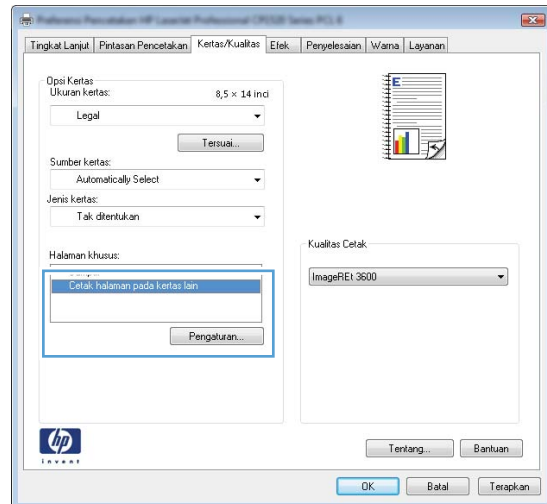 Tingkat Lanjut Pintasan Pencetakan Kertas/Kualitas Efek Penyelesaian Warna Layanan
Opsi Kertas
Ukuran kertas: 8,5 × 14 inci
Legal
Tersuai...
Sumber kertas:
Automatically Select
Jenis kertas:
Tak ditentukan
Halaman khusus:
Cetak halaman pada kertas lain
Pengaturan...
Kualitas Cetak
ImageREt 3600
E
hp
invent
Tentang... Bantuan
OK Batal Terapkan